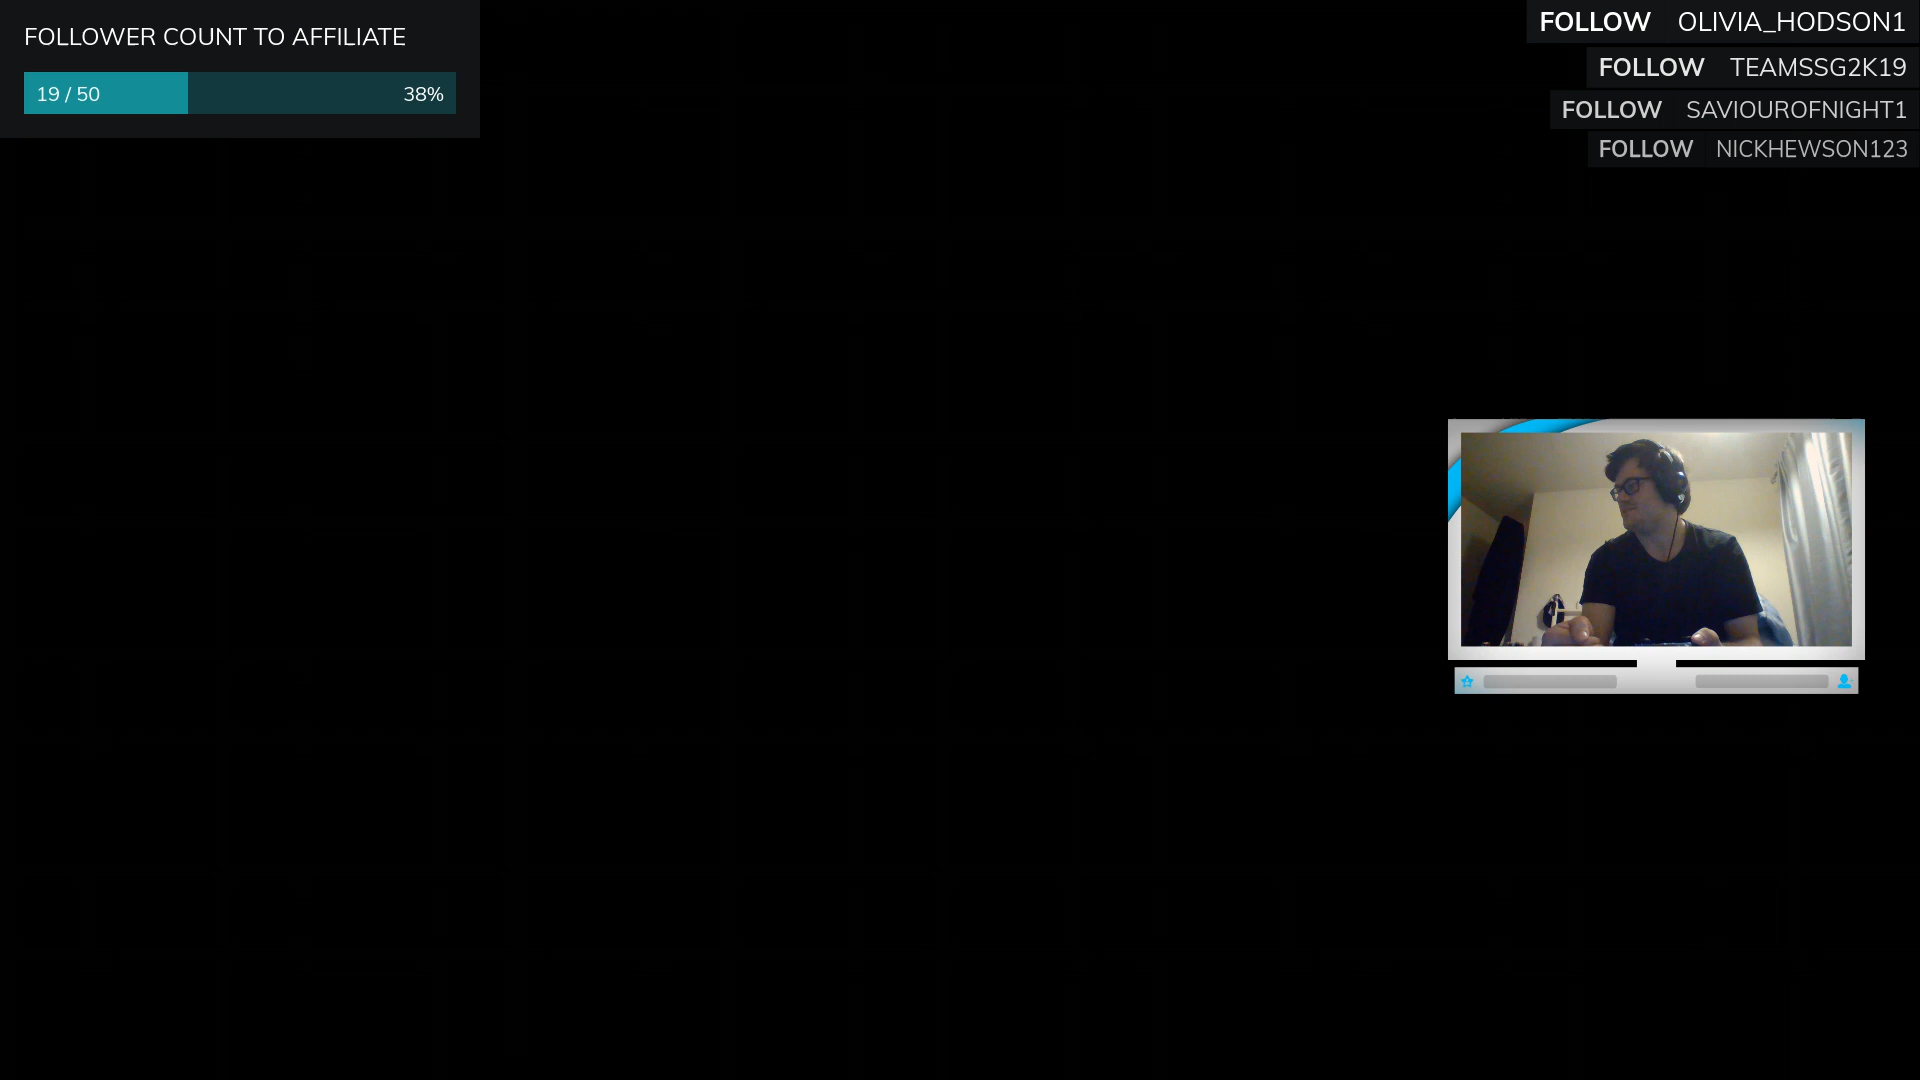 FOLLOWER COUNT TO AFFILIATE
19 / 50 38%
FOLLOW OLIVIA_HODSON1
FOLLOW TEAMSSG2K19
FOLLOW SAVIOUROFNIGHT1
FOLLOW NICKHEWSON123